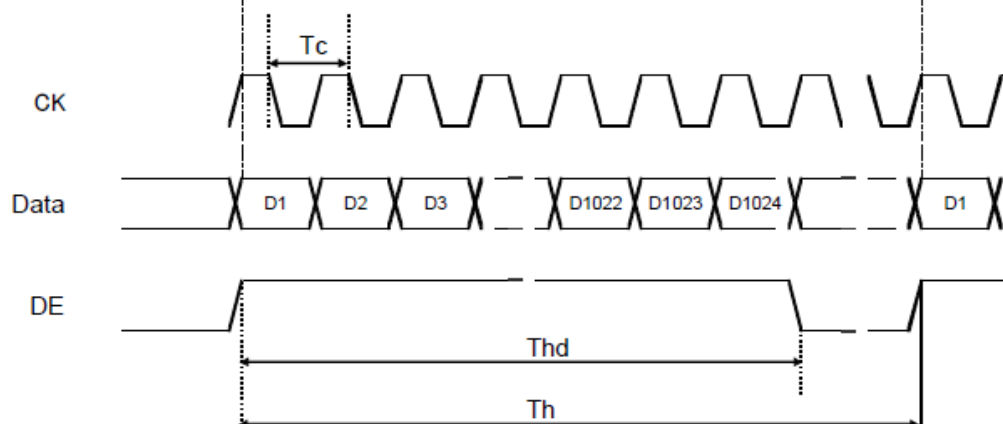 Tc
CK
Data D1 D2 D3 D1022 D1023 D1024 D1
DE
Thd
Th